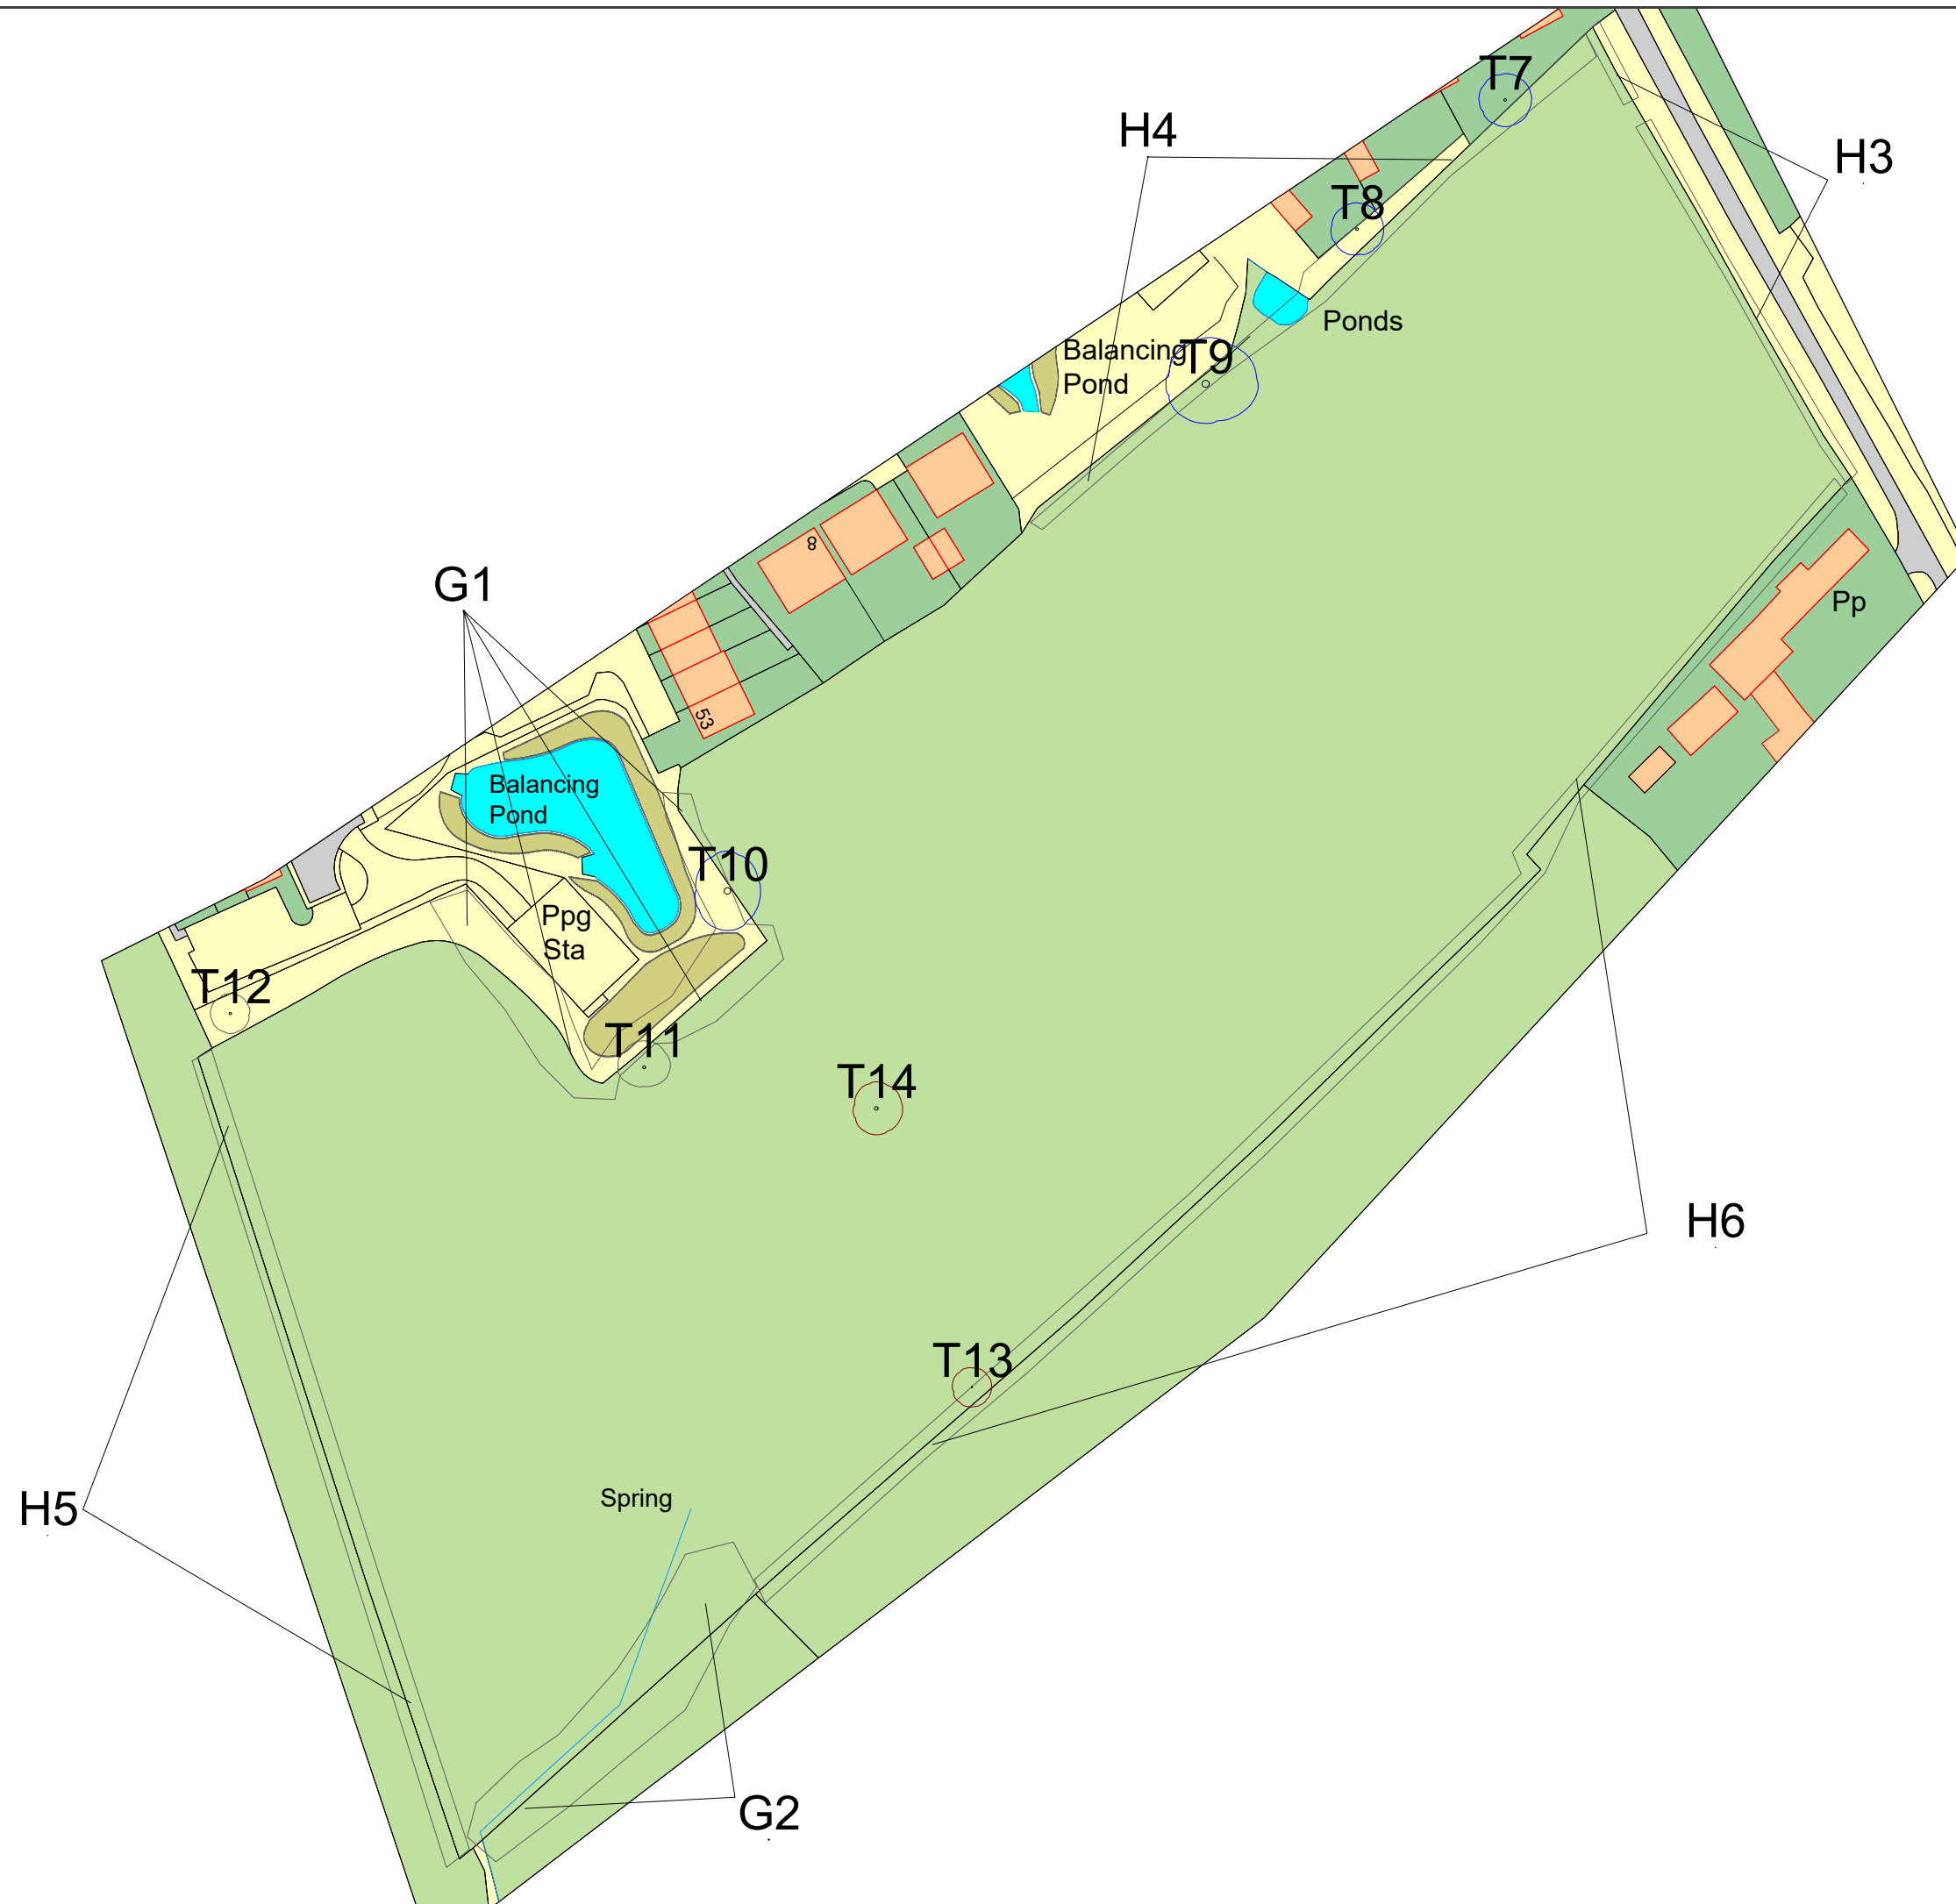 T7
H4
H3
T8
Ponds
Balancing
Pond
T9
8
G1
Pp
53
Balancing
Pond
T10
Ppg
Sta
T12
T11
T14
H6
T13
Spring
H5
G2